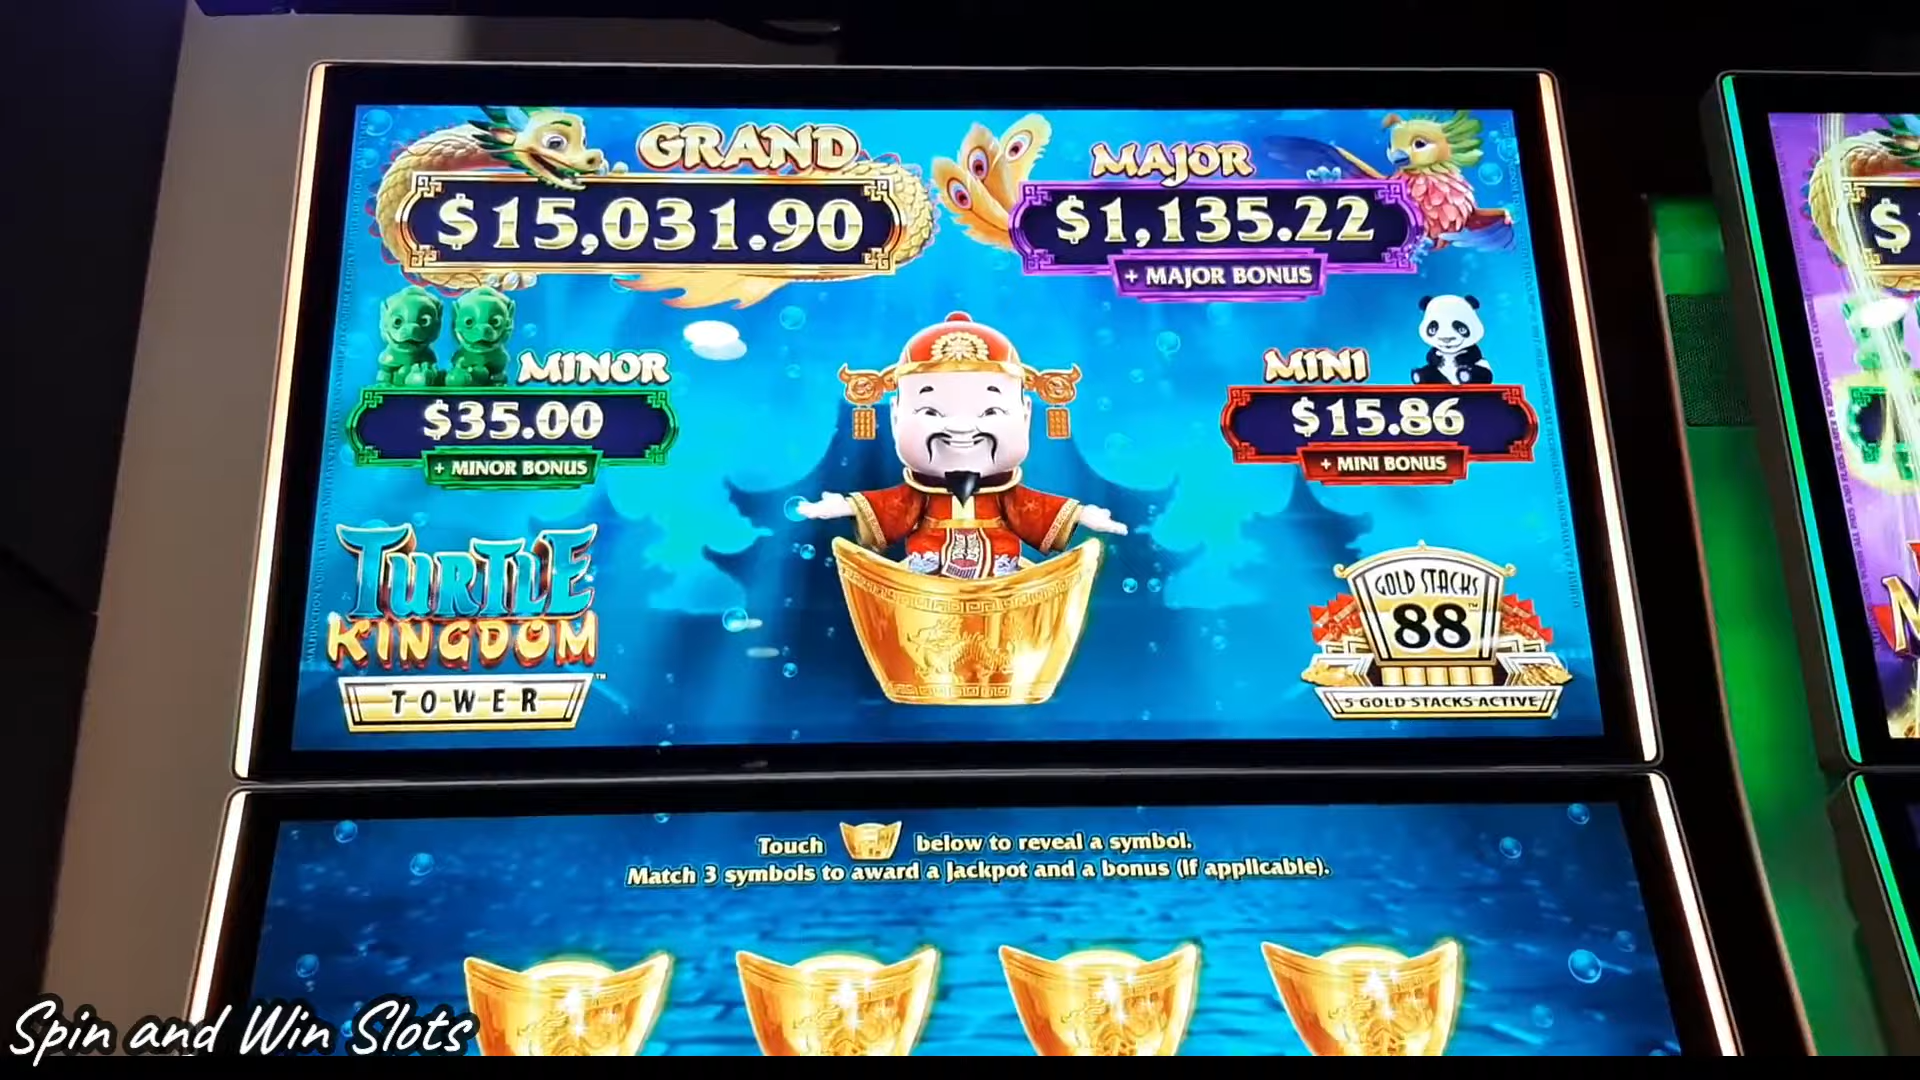 GRAND
$15,031.90
MAJOR
$1,135.22
+ MAJOR BONUS
MINOR
$35.00
+ MINOR BONUS
MINI
$15.86
+ MINI BONUS
TURTLE
KINGDOM™
TOWER
GOLD STACKS
88™
5 GOLD STACKS ACTIVE
$
Touch below to reveal a symbol.
Match 3 symbols to award a Jackpot and a bonus (if applicable).
Spin and Win Slots